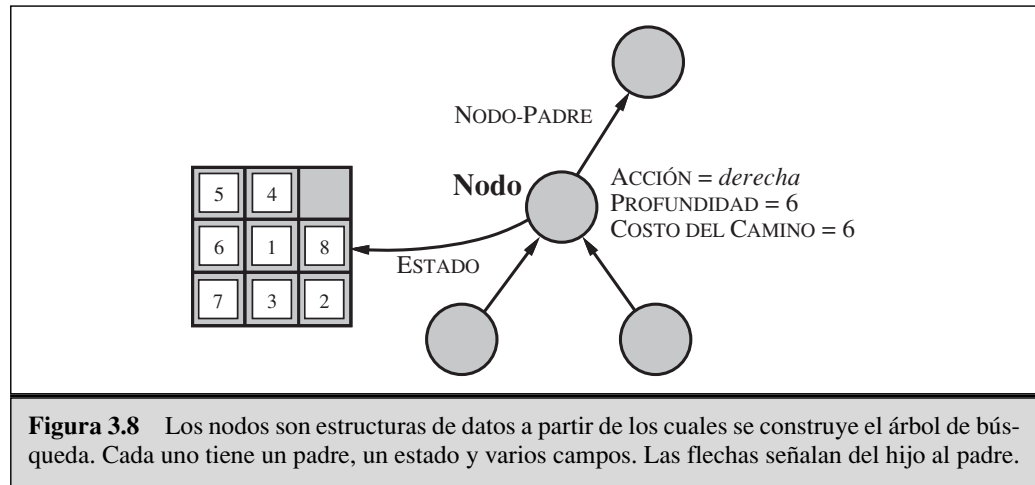 NODO-PADRE
Nodo
ACCIÓN = derecha
PROFUNDIDAD = 6
COSTO DEL CAMINO = 6
5 4
6 1 8
7 3 2
ESTADO
Figura 3.8 Los nodos son estructuras de datos a partir de los cuales se construye el árbol de bús-
queda. Cada uno tiene un padre, un estado y varios campos. Las flechas señalan del hijo al padre.